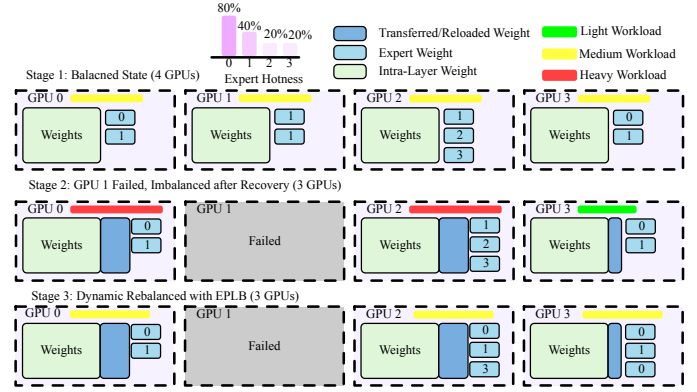 80%
40%
20%
20%
0 1 2 3
Expert Hotness
Transferred/Reloaded Weight
Expert Weight
Intra-Layer Weight
Light Workload
Medium Workload
Heavy Workload
Stage 1: Balacned State (4 GPUs)
GPU 0
Weights
0
1
GPU 1
Weights
1
1
GPU 2
Weights
1
2
3
GPU 3
Weights
0
1
Stage 2: GPU 1 Failed, Imbalanced after Recovery (3 GPUs)
GPU 0
Weights
0
1
GPU 1
Failed
GPU 2
Weights
1
2
3
GPU 3
Weights
0
1
Stage 3: Dynamic Rebalanced with EPLB (3 GPUs)
GPU 0
Weights
0
1
GPU 1
Failed
GPU 2
Weights
0
1
3
GPU 3
Weights
0
1
0